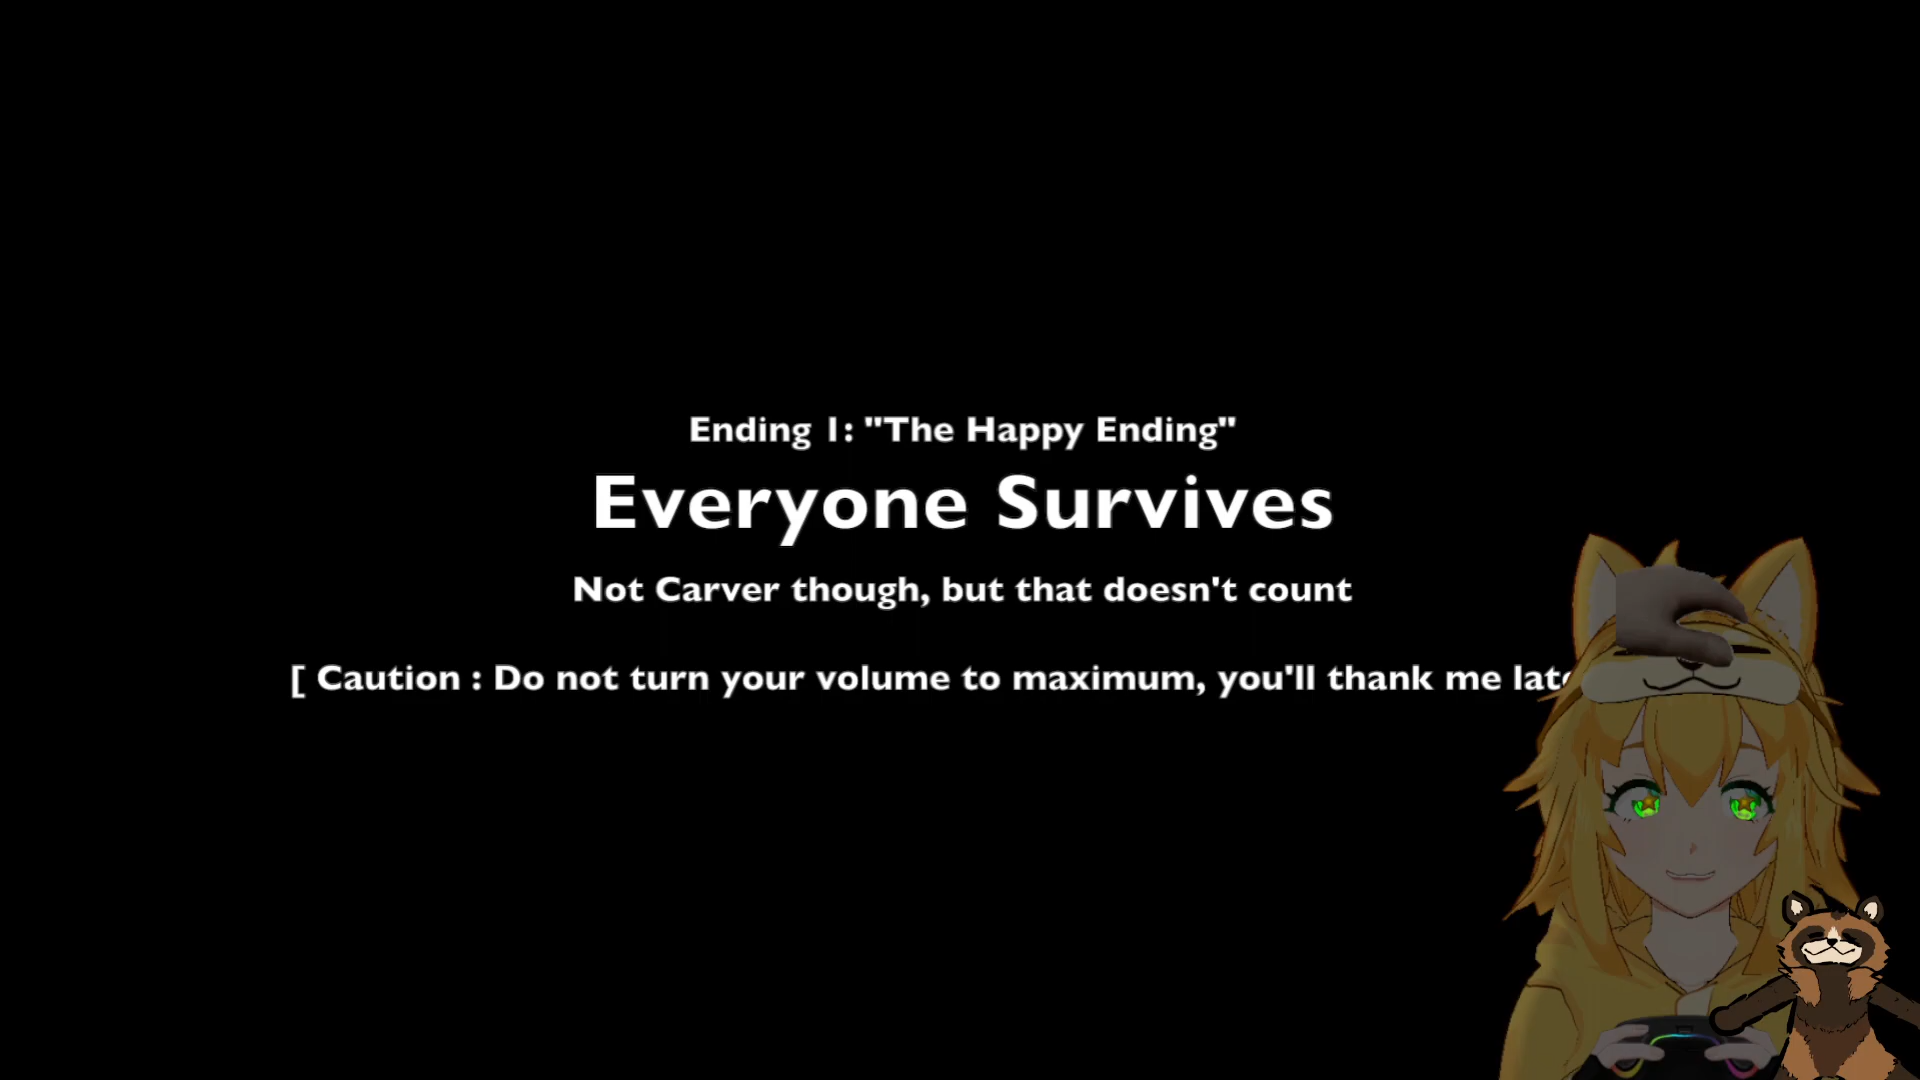 Ending 1: "The Happy Ending"
Everyone Survives
Not Carver though, but that doesn't count
[ Caution : Do not turn your volume to maximum, you'll thank me